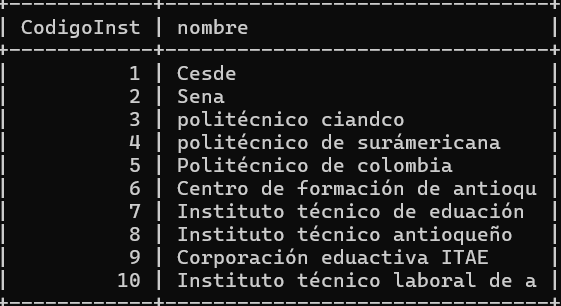 CodigoInst | nombre
1 | Cesde
2 | Sena
3 | politécnico ciandco
4 | politécnico de surámericana
5 | Politécnico de colombia
6 | Centro de formación de antioqu
7 | Instituto técnico de eduación
8 | Instituto técnico antioqueño
9 | Corporación eduactiva ITAE
10 | Instituto técnico laboral de a